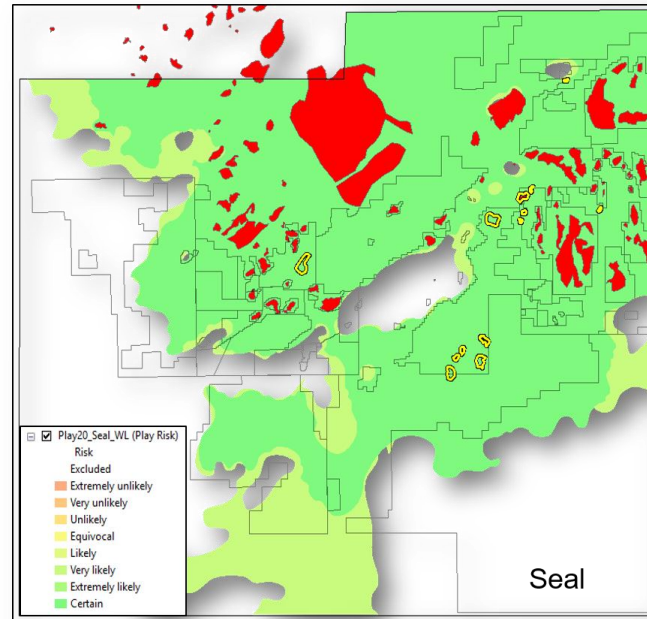 Play20_Seal_WL (Play Risk)
Risk
Excluded
Extremely unlikely
Very unlikely
Unlikely
Equivocal
Likely
Very likely
Extremely likely
Certain
Seal